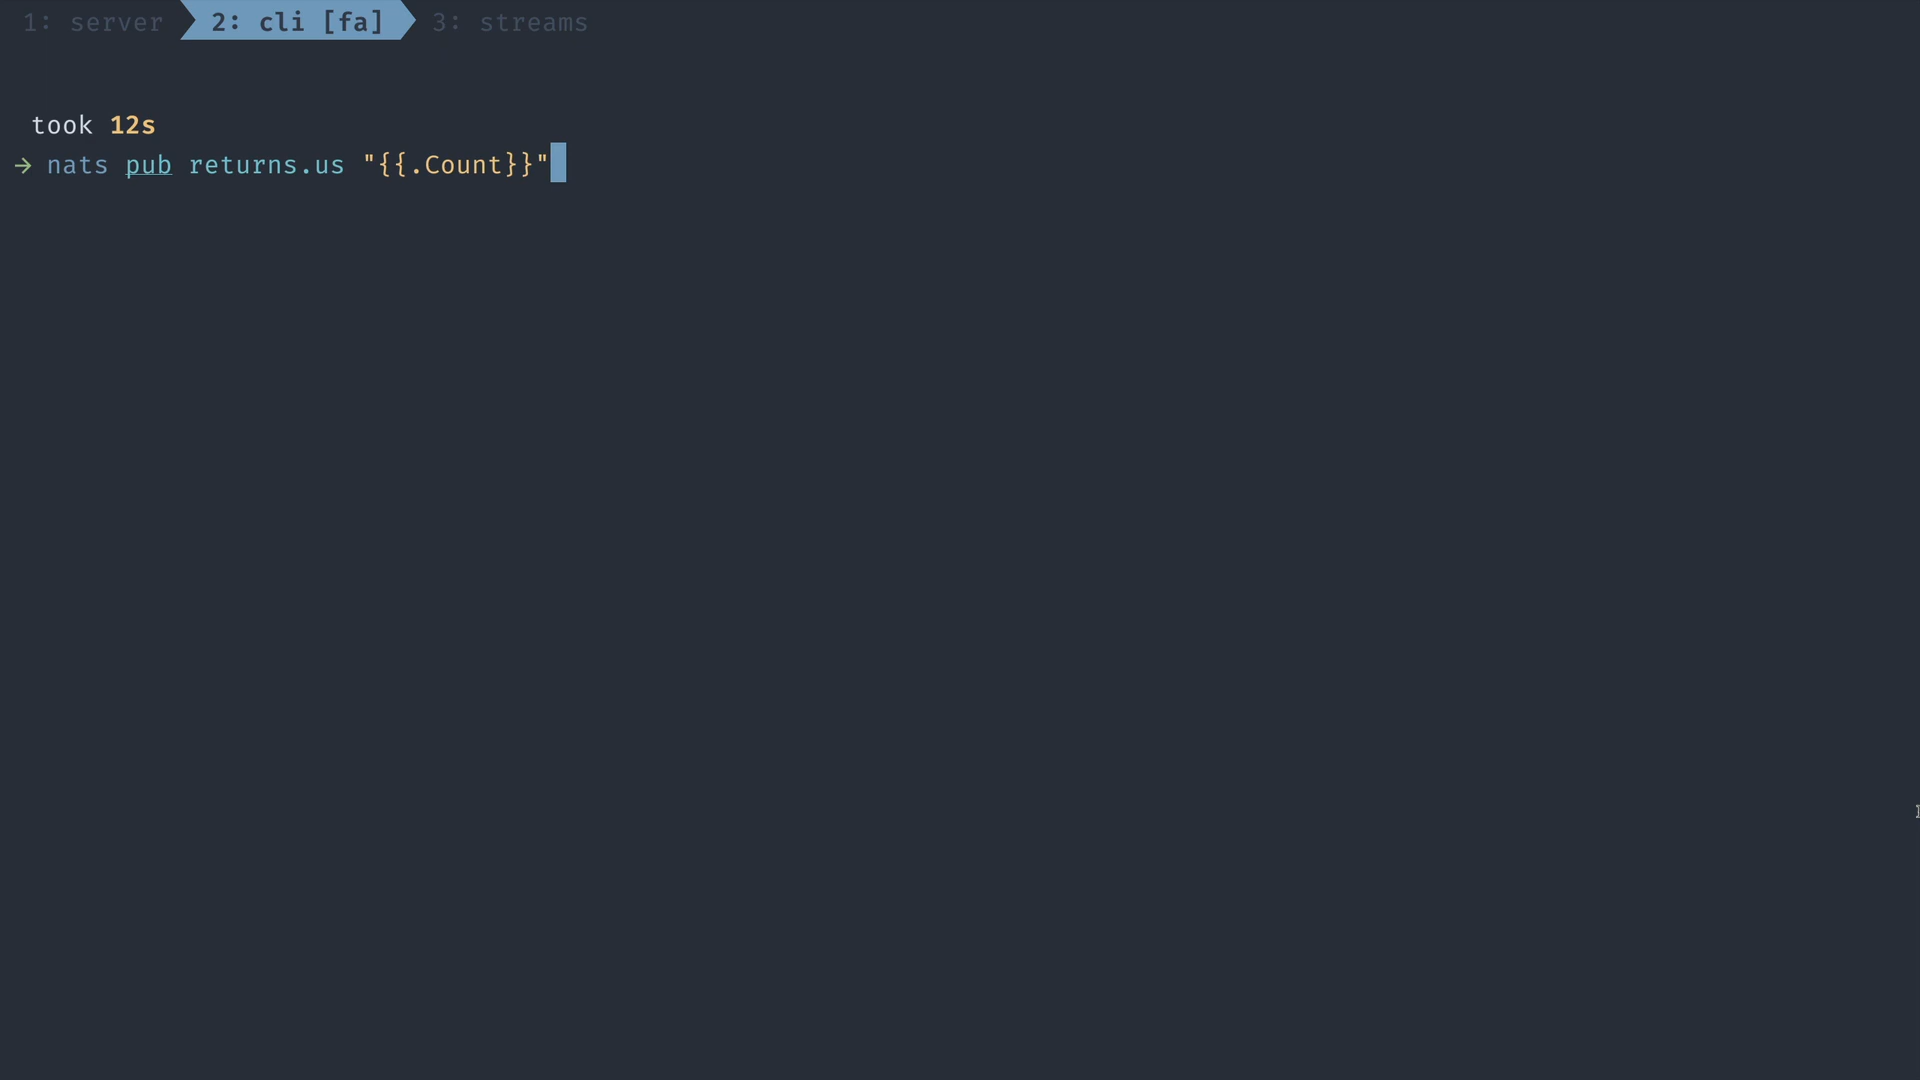 1: server 2: cli [fa] 3: streams
took 12s
→ nats pub returns.us "{{.Count}}"